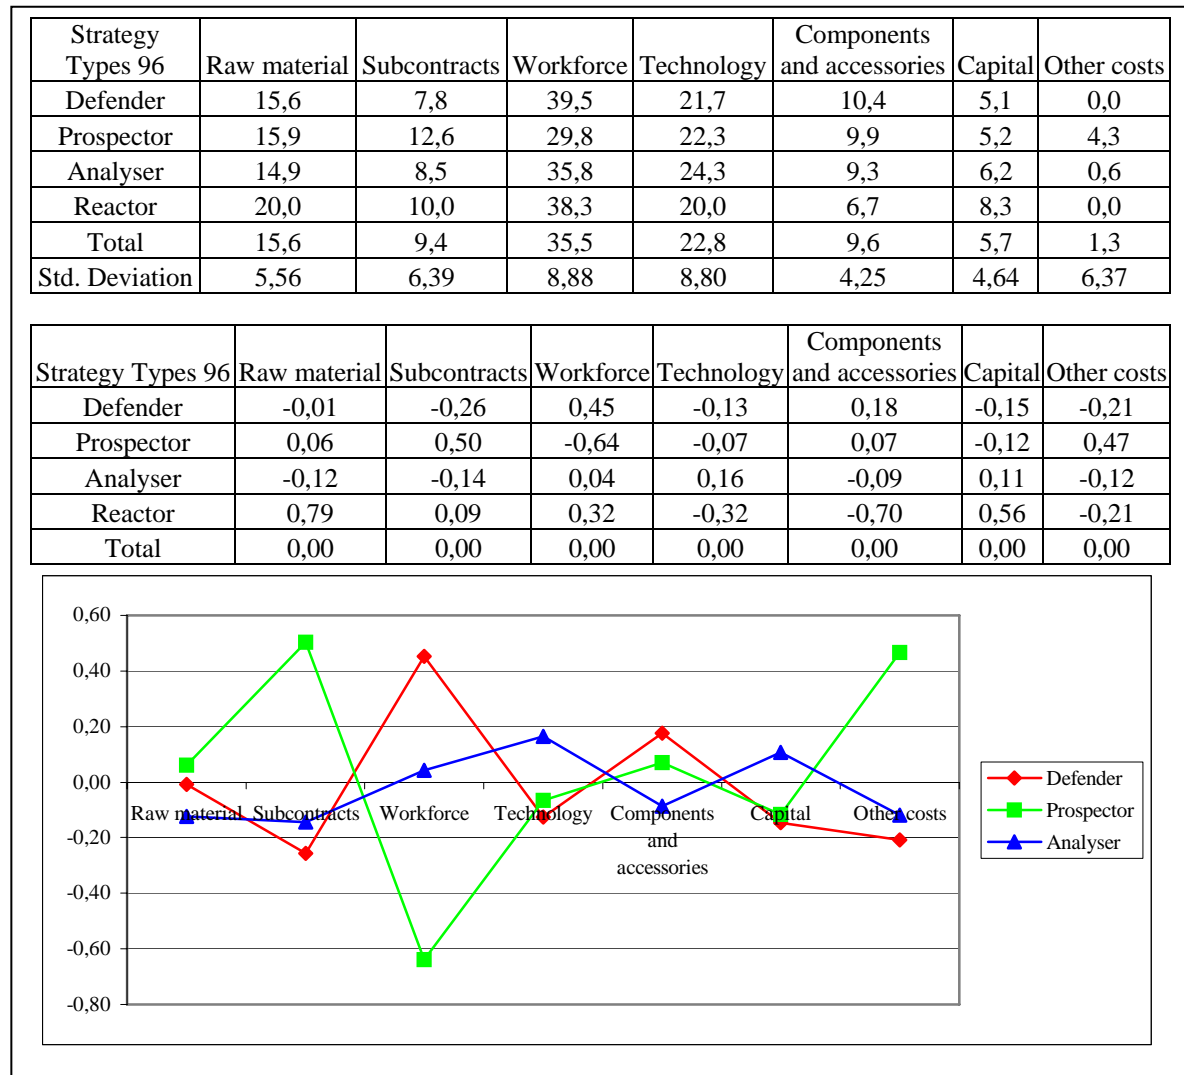 Strategy
Types 96 Raw material Subcontracts Workforce Technology Components and accessories Capital Other costs
Defender 15,6 7,8 39,5 21,7 10,4 5,1 0,0
Prospector 15,9 12,6 29,8 22,3 9,9 5,2 4,3
Analyser 14,9 8,5 35,8 24,3 9,3 6,2 0,6
Reactor 20,0 10,0 38,3 20,0 6,7 8,3 0,0
Total 15,6 9,4 35,5 22,8 9,6 5,7 1,3
Std. Deviation 5,56 6,39 8,88 8,80 4,25 4,64 6,37
Components
Strategy Types 96 Raw material Subcontracts Workforce Technology and accessories Capital Other costs
Defender -0,01 -0,26 0,45 -0,13 0,18 -0,15 -0,21
Prospector 0,06 0,50 -0,64 -0,07 0,07 -0,12 0,47
Analyser -0,12 -0,14 0,04 0,16 -0,09 0,11 -0,12
Reactor 0,79 0,09 0,32 -0,32 -0,70 0,56 -0,21
Total 0,00 0,00 0,00 0,00 0,00 0,00 0,00
0,60
0,40
0,20
0,00
-0,20
-0,40
-0,60
-0,80
Raw material Subcontracts Workforce Technology Components Capital Other costs
and
accessories
Defender
Prospector
Analyser